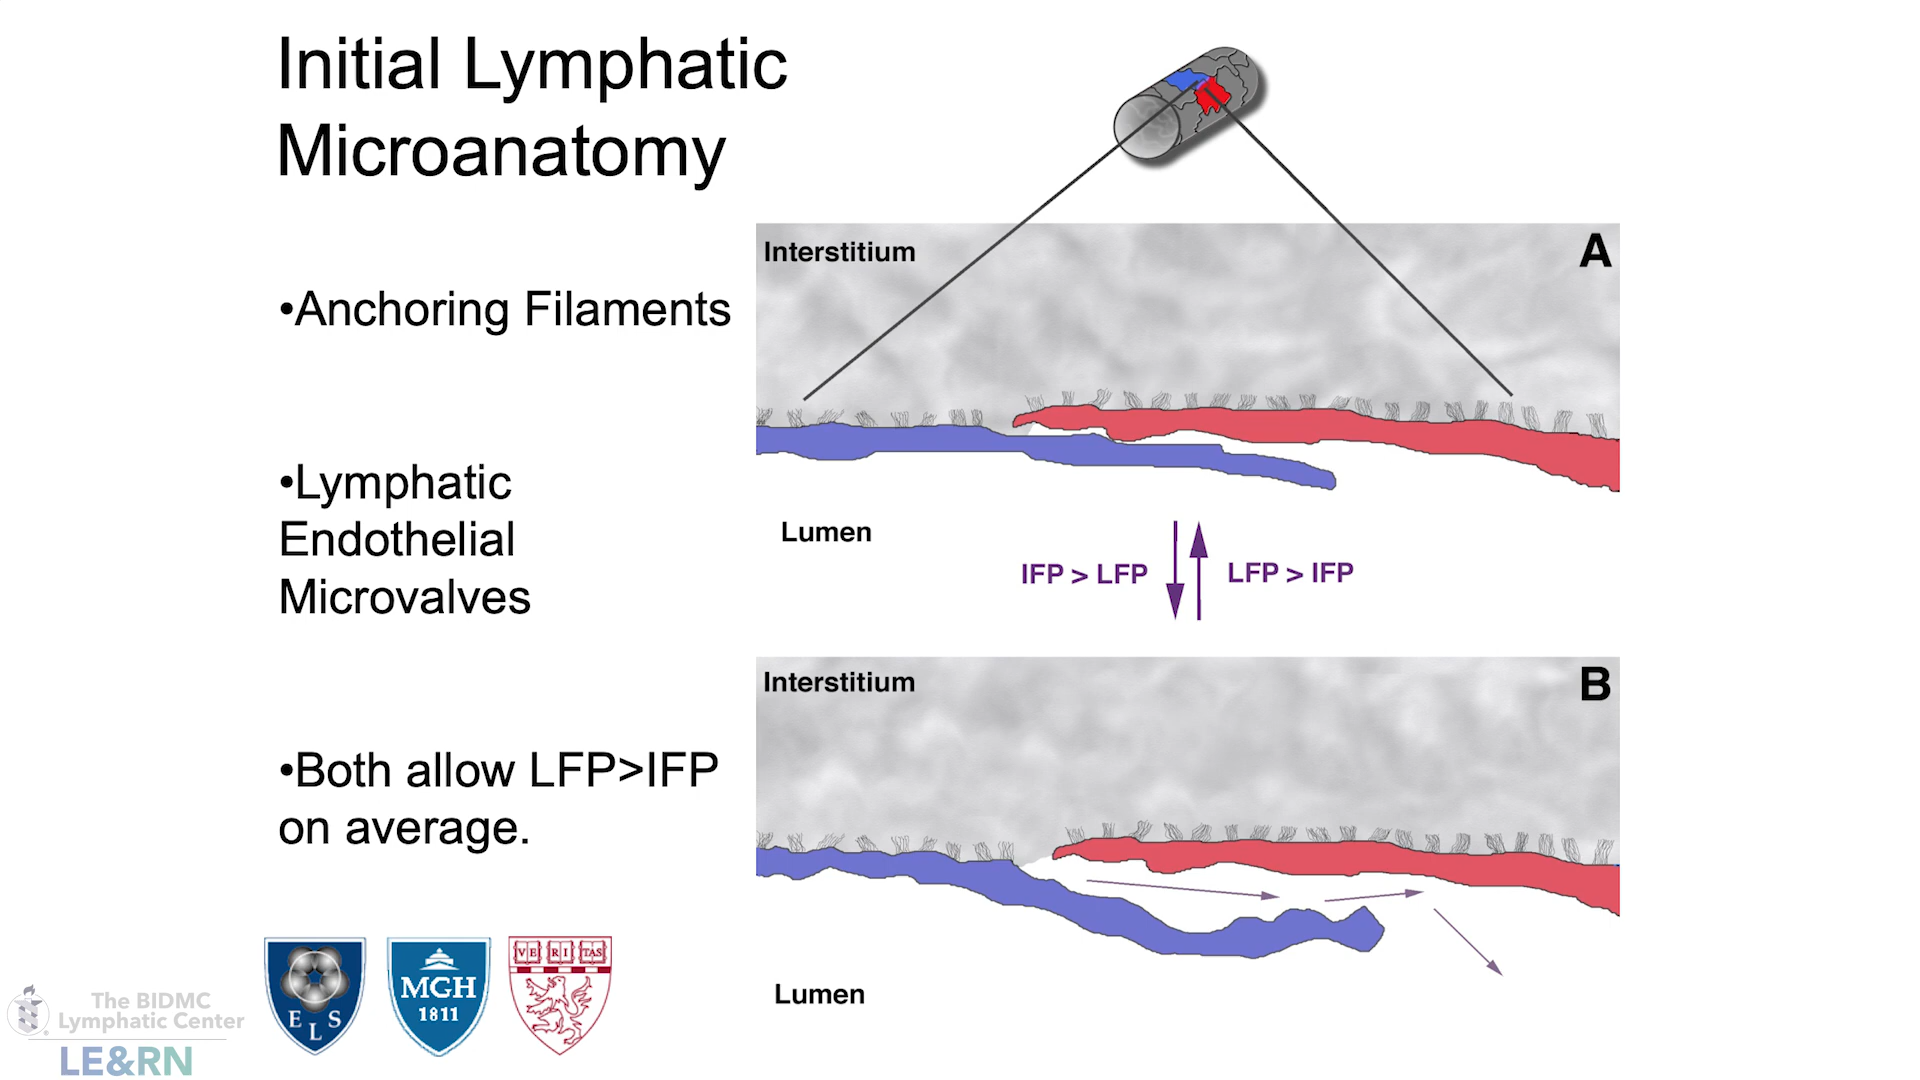 Initial Lymphatic
Microanatomy
•Anchoring Filaments
•Lymphatic
Endothelial
Microvalves
•Both allow LFP>IFP
on average.
Interstitium
A
Lumen
IFP > LFP
LFP > IFP
Interstitium
B
Lumen
The BIDMC
Lymphatic Center
LE&RN
E L S
MGH
1811
VE RI TAS